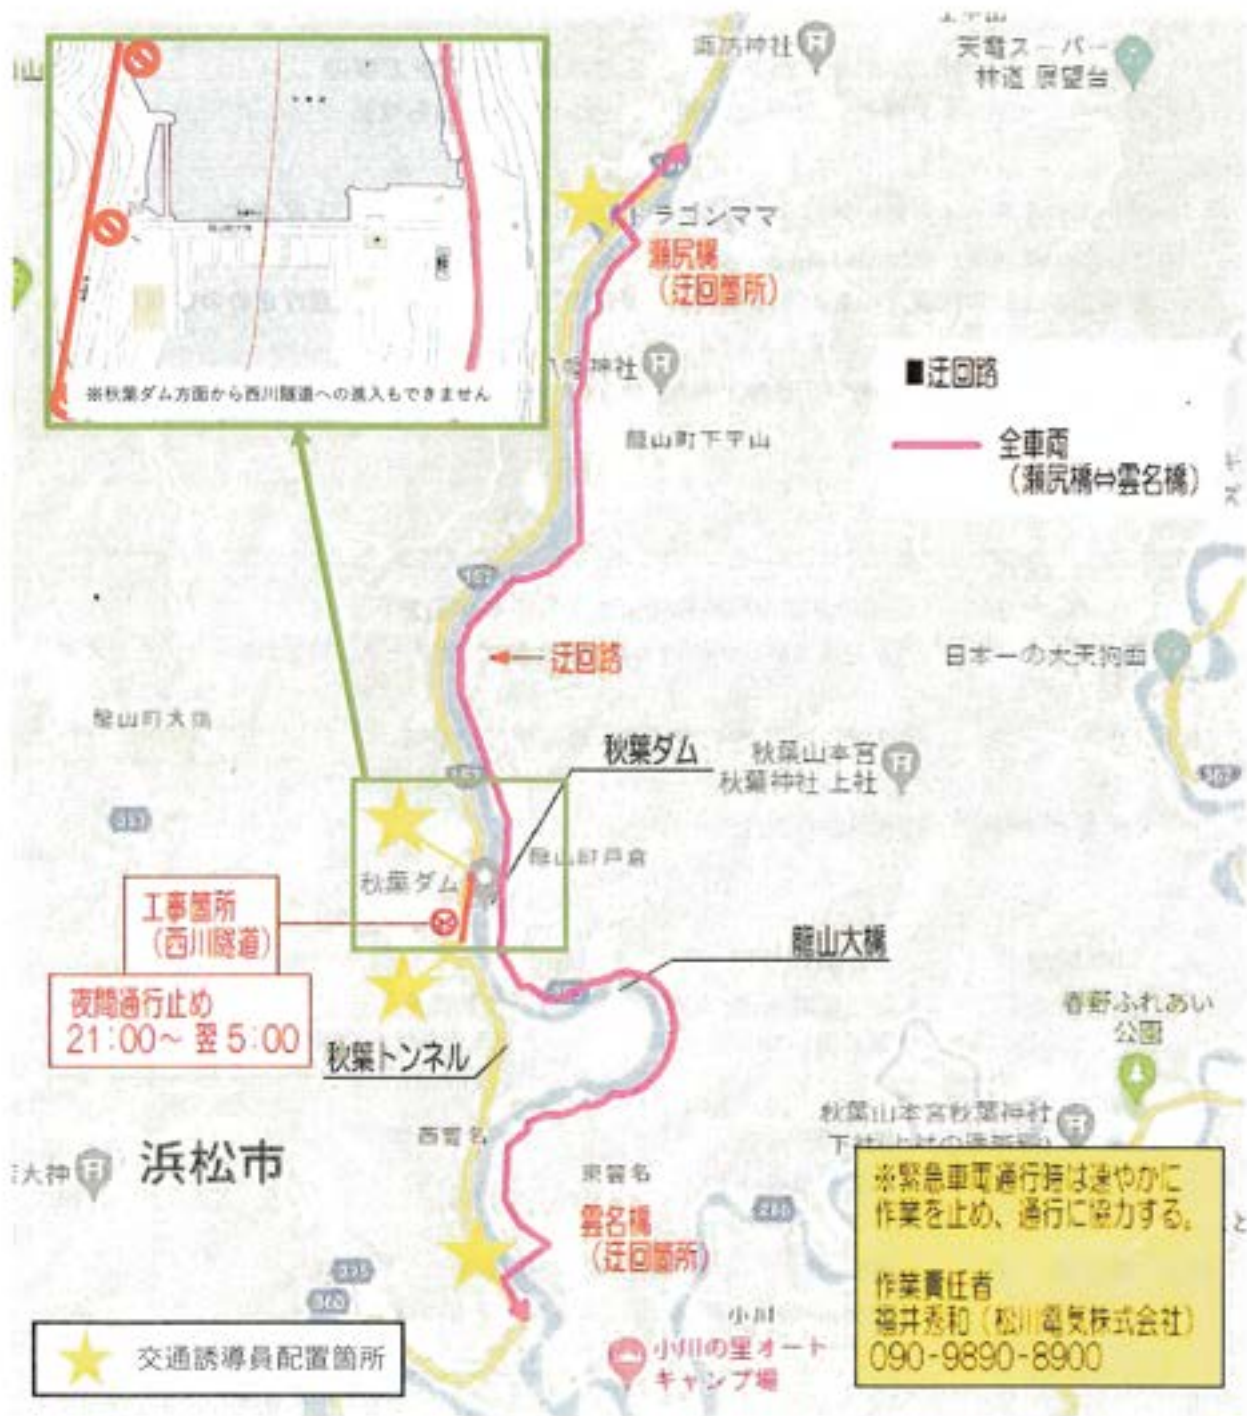 諏訪神社
天竜スーパー
林道 展望台
ドラゴンママ
瀬尻橋
(迂回箇所)
※秋葉ダム方面から西川隧道への進入もできません
神社
■迂回路
全車両
(瀬尻橋⇔雲名橋)
龍山町下平山
迂回路
日本一の大天狗面
秋葉ダム
秋葉山本宮
秋葉神社 上社
362
龍山町戸倉
秋葉ダム
工事箇所
(西川隧道)
龍山大橋
夜間通行止め
21:00～ 翌 5:00
秋葉トンネル
春野ふれあい
公園
秋葉山本宮秋葉神社
西雲名
大神
浜松市
東雲名
雲名橋
(迂回箇所)
285
※緊急車両通行時は速やかに
作業を止め、通行に協力する。
作業責任者
福井秀和 (松川電気株式会社)
090-9890-8900
360
小川
小川の里オート
キャンプ場
交通誘導員配置箇所